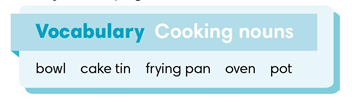 Vocabulary Cooking nouns
bowl cake tin frying pan oven pot